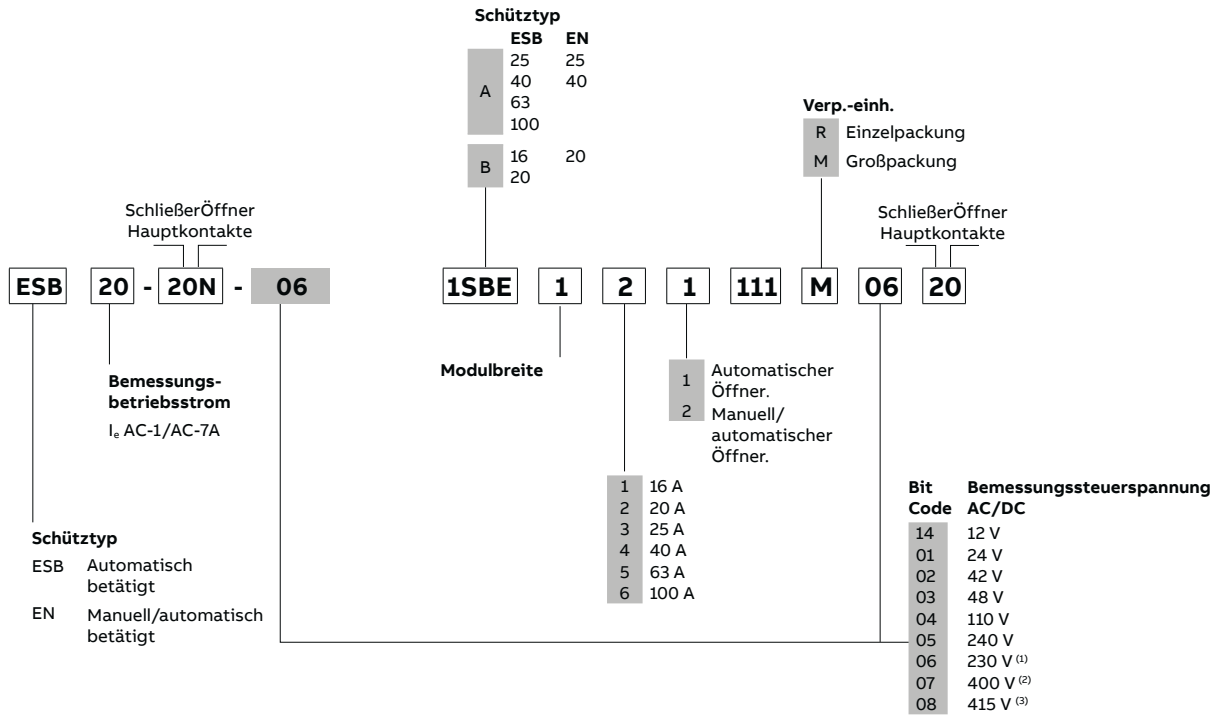 Schütztyp
ESB EN
A
25 25
40 40
63
100
B
16 20
20
Verp.-einh.
R Einzelpackung
M Großpackung
SchließerÖffner
Hauptkontakte
SchließerÖffner
Hauptkontakte
ESB 20 - 20N - 06
1SBE 1 2 1 111 M 06 20
Bemessungs-
betriebsstrom
Ie AC-1/AC-7A
Modulbreite
1 Automatischer
Öffner.
2 Manuell/
automatischer
Öffner.
1 16 A
2 20 A
3 25 A
4 40 A
5 63 A
6 100 A
Schütztyp
ESB Automatisch
betätigt
EN Manuell/automatisch
betätigt
Bit Bemessungssteuerspannung
Code AC/DC
14 12 V
01 24 V
02 42 V
03 48 V
04 110 V
05 240 V
06 230 V (1)
07 400 V (2)
08 415 V (3)